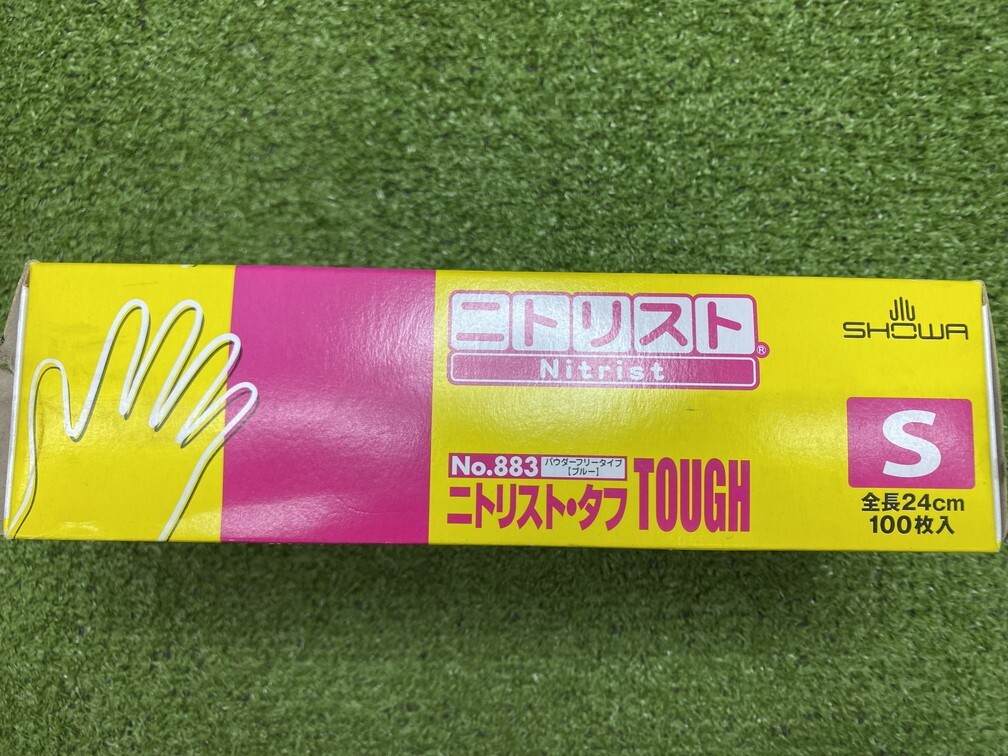 ニトリスト®
Nitrist
SHOWA
No.883 パウダーフリータイプ
［ブルー］
ニトリスト・タフ TOUGH
S
全長24cm
100枚入